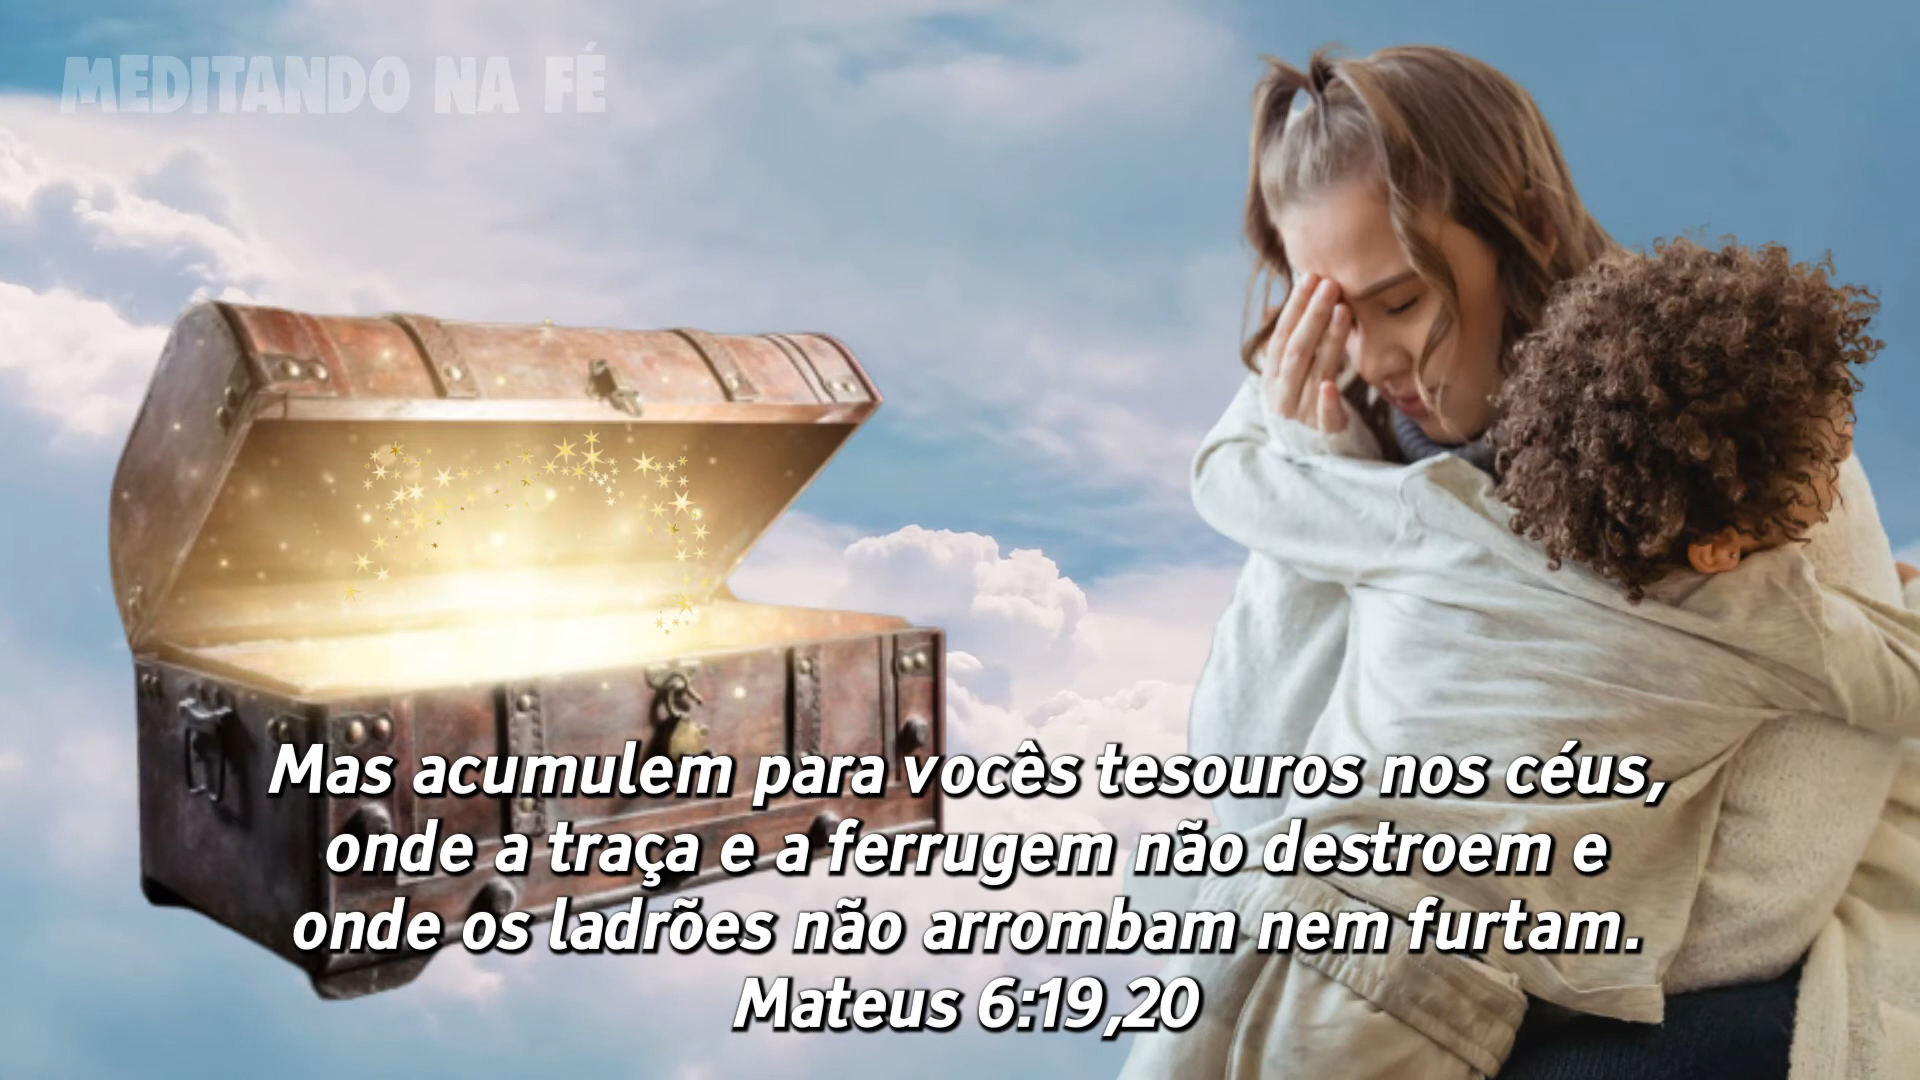 MEDITANDO NA FÉ
Mas acumulem para vocês tesouros nos céus,
onde a traça e a ferrugem não destroem e
onde os ladrões não arrombam nem furtam.
Mateus 6:19,20